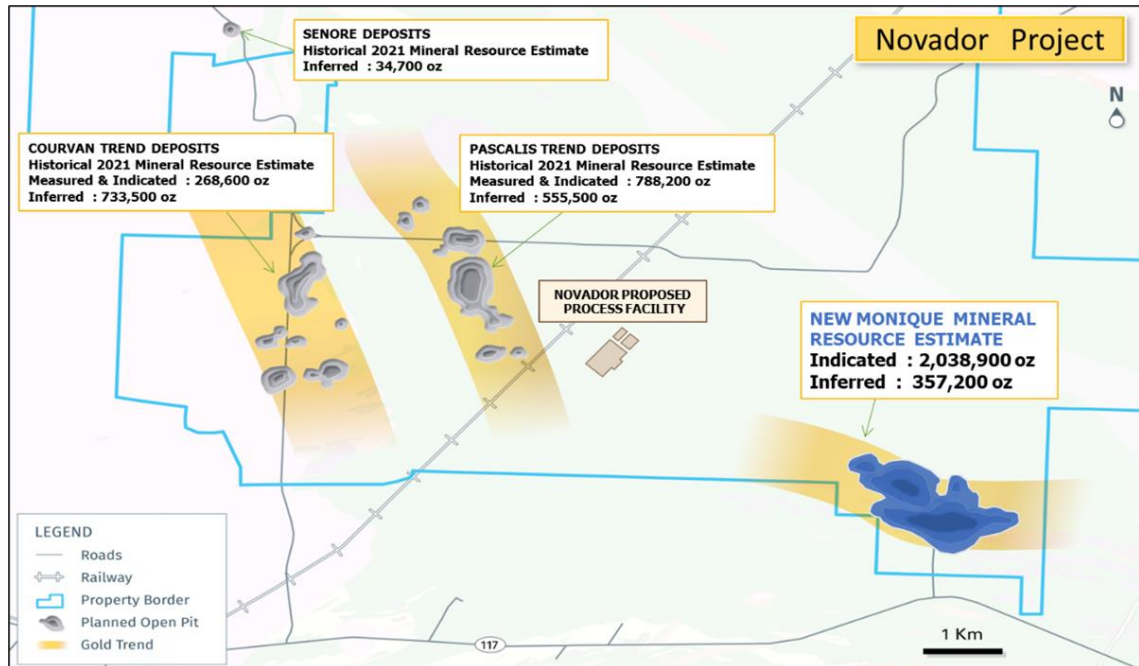 Novador Project
SENORE DEPOSITS
Historical 2021 Mineral Resource Estimate
Inferred : 34,700 oz
N
COURVAN TREND DEPOSITS
Historical 2021 Mineral Resource Estimate
Measured & Indicated : 268,600 oz
Inferred : 733,500 oz
PASCALIS TREND DEPOSITS
Historical 2021 Mineral Resource Estimate
Measured & Indicated : 788,200 oz
Inferred : 555,500 oz
NOVADOR PROPOSED
PROCESS FACILITY
NEW MONIQUE MINERAL
RESOURCE ESTIMATE
Indicated : 2,038,900 oz
Inferred : 357,200 oz
LEGEND
Roads
Railway
Property Border
Planned Open Pit
Gold Trend
117
1 Km